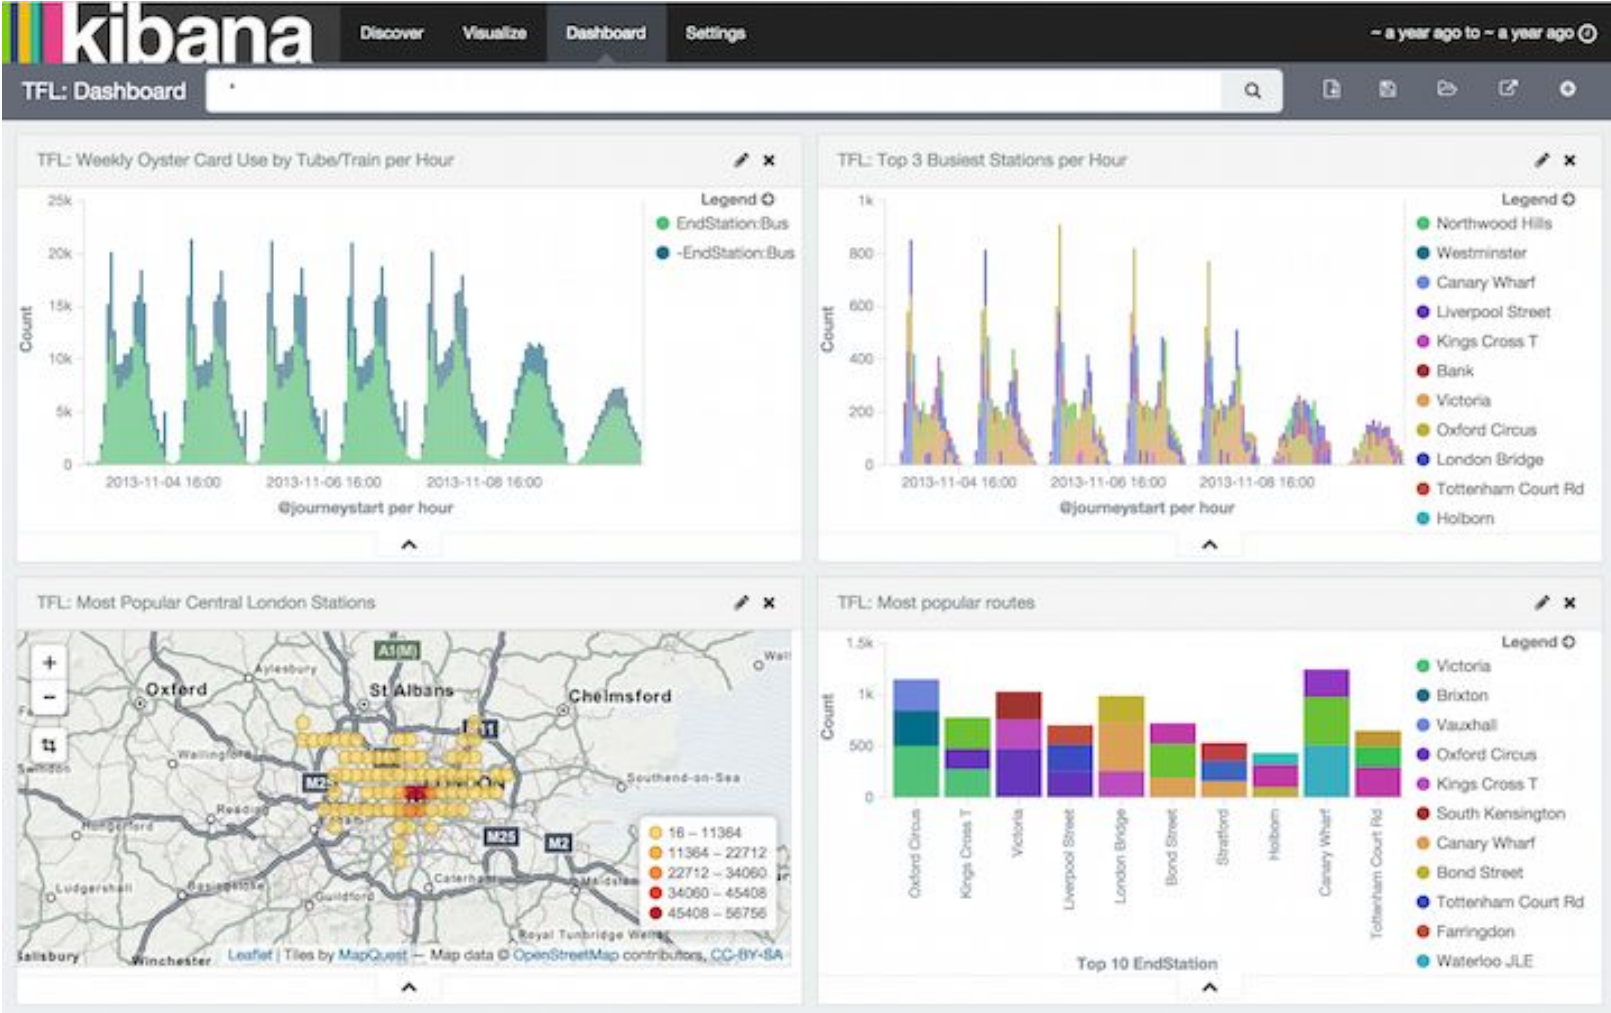 kibana
Discover Visualize Dashboard Settings
~ a year ago to ~ a year ago
TFL: Dashboard
*
TFL: Weekly Oyster Card Use by Tube/Train per Hour
25k
20k
15k
10k
5k
0
Count
2013-11-04 16:00 2013-11-06 16:00 2013-11-08 16:00
@journeystart per hour
Legend
EndStation:Bus
-EndStation:Bus
TFL: Top 3 Busiest Stations per Hour
1k
800
600
400
200
0
Count
2013-11-04 16:00 2013-11-06 16:00 2013-11-08 16:00
@journeystart per hour
Legend
Northwood Hills
Westminster
Canary Wharf
Liverpool Street
Kings Cross T
Bank
Victoria
Oxford Circus
London Bridge
Tottenham Court Rd
Holborn
TFL: Most Popular Central London Stations
+
−
A1(M)
Aylesbury
Oxford
St Albans
Chelmsford
Wallingford
Southend-on-Sea
Reading
Hungerford
M25
M2
Ludgershall
Basingstoke
Guildford
Caterham
Maidstone
Royal Tunbridge Wells
Salisbury
Winchester
16 – 11364
11364 – 22712
22712 – 34060
34060 – 45408
45408 – 56756
Leaflet | Tiles by MapQuest — Map data © OpenStreetMap contributors, CC-BY-SA
TFL: Most popular routes
1.5k
1k
500
0
Count
Oxford Circus
Kings Cross T
Victoria
Liverpool Street
London Bridge
Bond Street
Stratford
Holborn
Canary Wharf
Tottenham Court Rd
Top 10 EndStation
Legend
Victoria
Brixton
Vauxhall
Oxford Circus
Kings Cross T
South Kensington
Canary Wharf
Bond Street
Tottenham Court Rd
Farringdon
Waterloo JLE